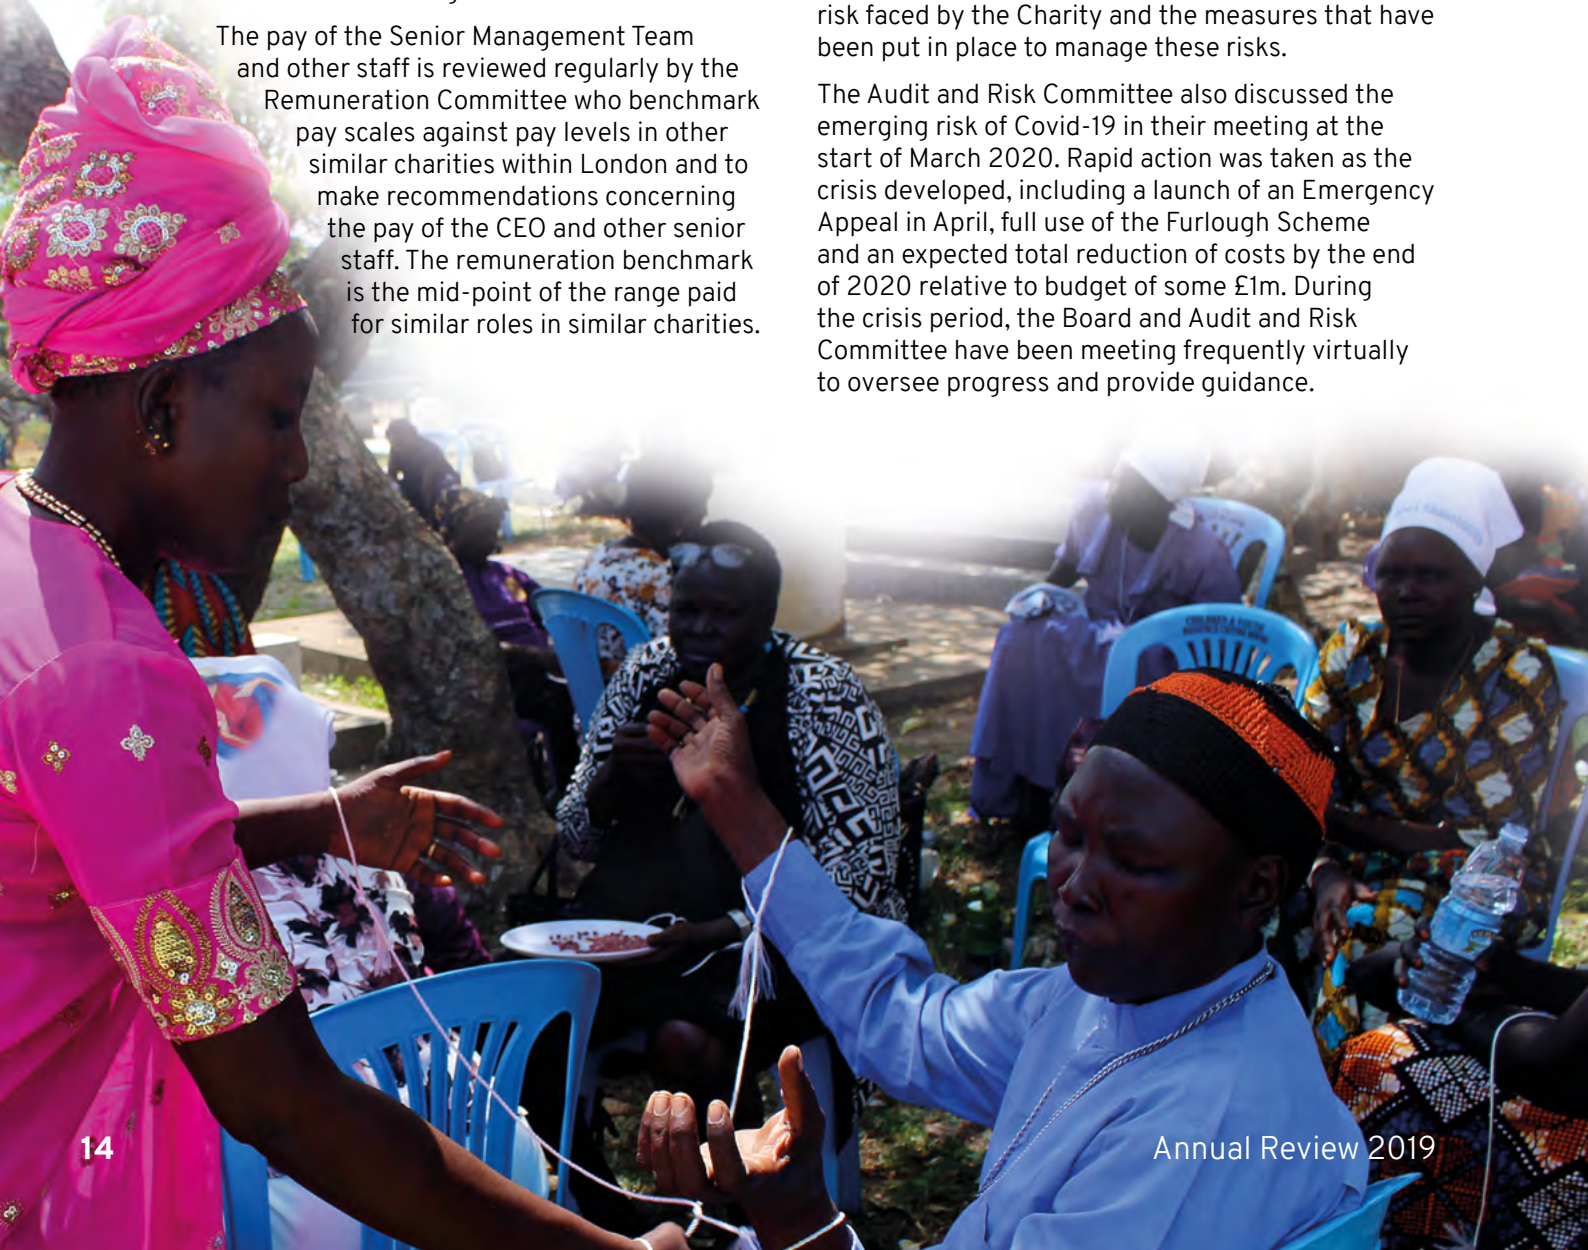 The pay of the Senior Management Team
and other staff is reviewed regularly by the
Remuneration Committee who benchmark
pay scales against pay levels in other
similar charities within London and to
make recommendations concerning
the pay of the CEO and other senior
staff. The remuneration benchmark
is the mid-point of the range paid
for similar roles in similar charities.
risk faced by the Charity and the measures that have
been put in place to manage these risks.
The Audit and Risk Committee also discussed the
emerging risk of Covid-19 in their meeting at the
start of March 2020. Rapid action was taken as the
crisis developed, including a launch of an Emergency
Appeal in April, full use of the Furlough Scheme
and an expected total reduction of costs by the end
of 2020 relative to budget of some £1m. During
the crisis period, the Board and Audit and Risk
Committee have been meeting frequently virtually
to oversee progress and provide guidance.
CHILDREN & YOUTH
14
Annual Review 2019